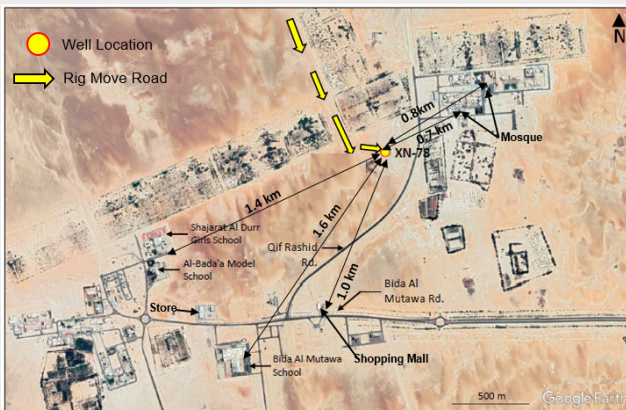 Well Location
N
Rig Move Road
0.8km
0.7km
Mosque
XN-78
1.4 km
1.6 km
Shajarat Al Durr
Girls School
Qif Rashid
Rd.
Al-Bada'a Model
School
1.0 km
Bida Al
Mutawa Rd.
Store
Bida Al Mutawa
School
Shopping Mall
500 m
Google Earth